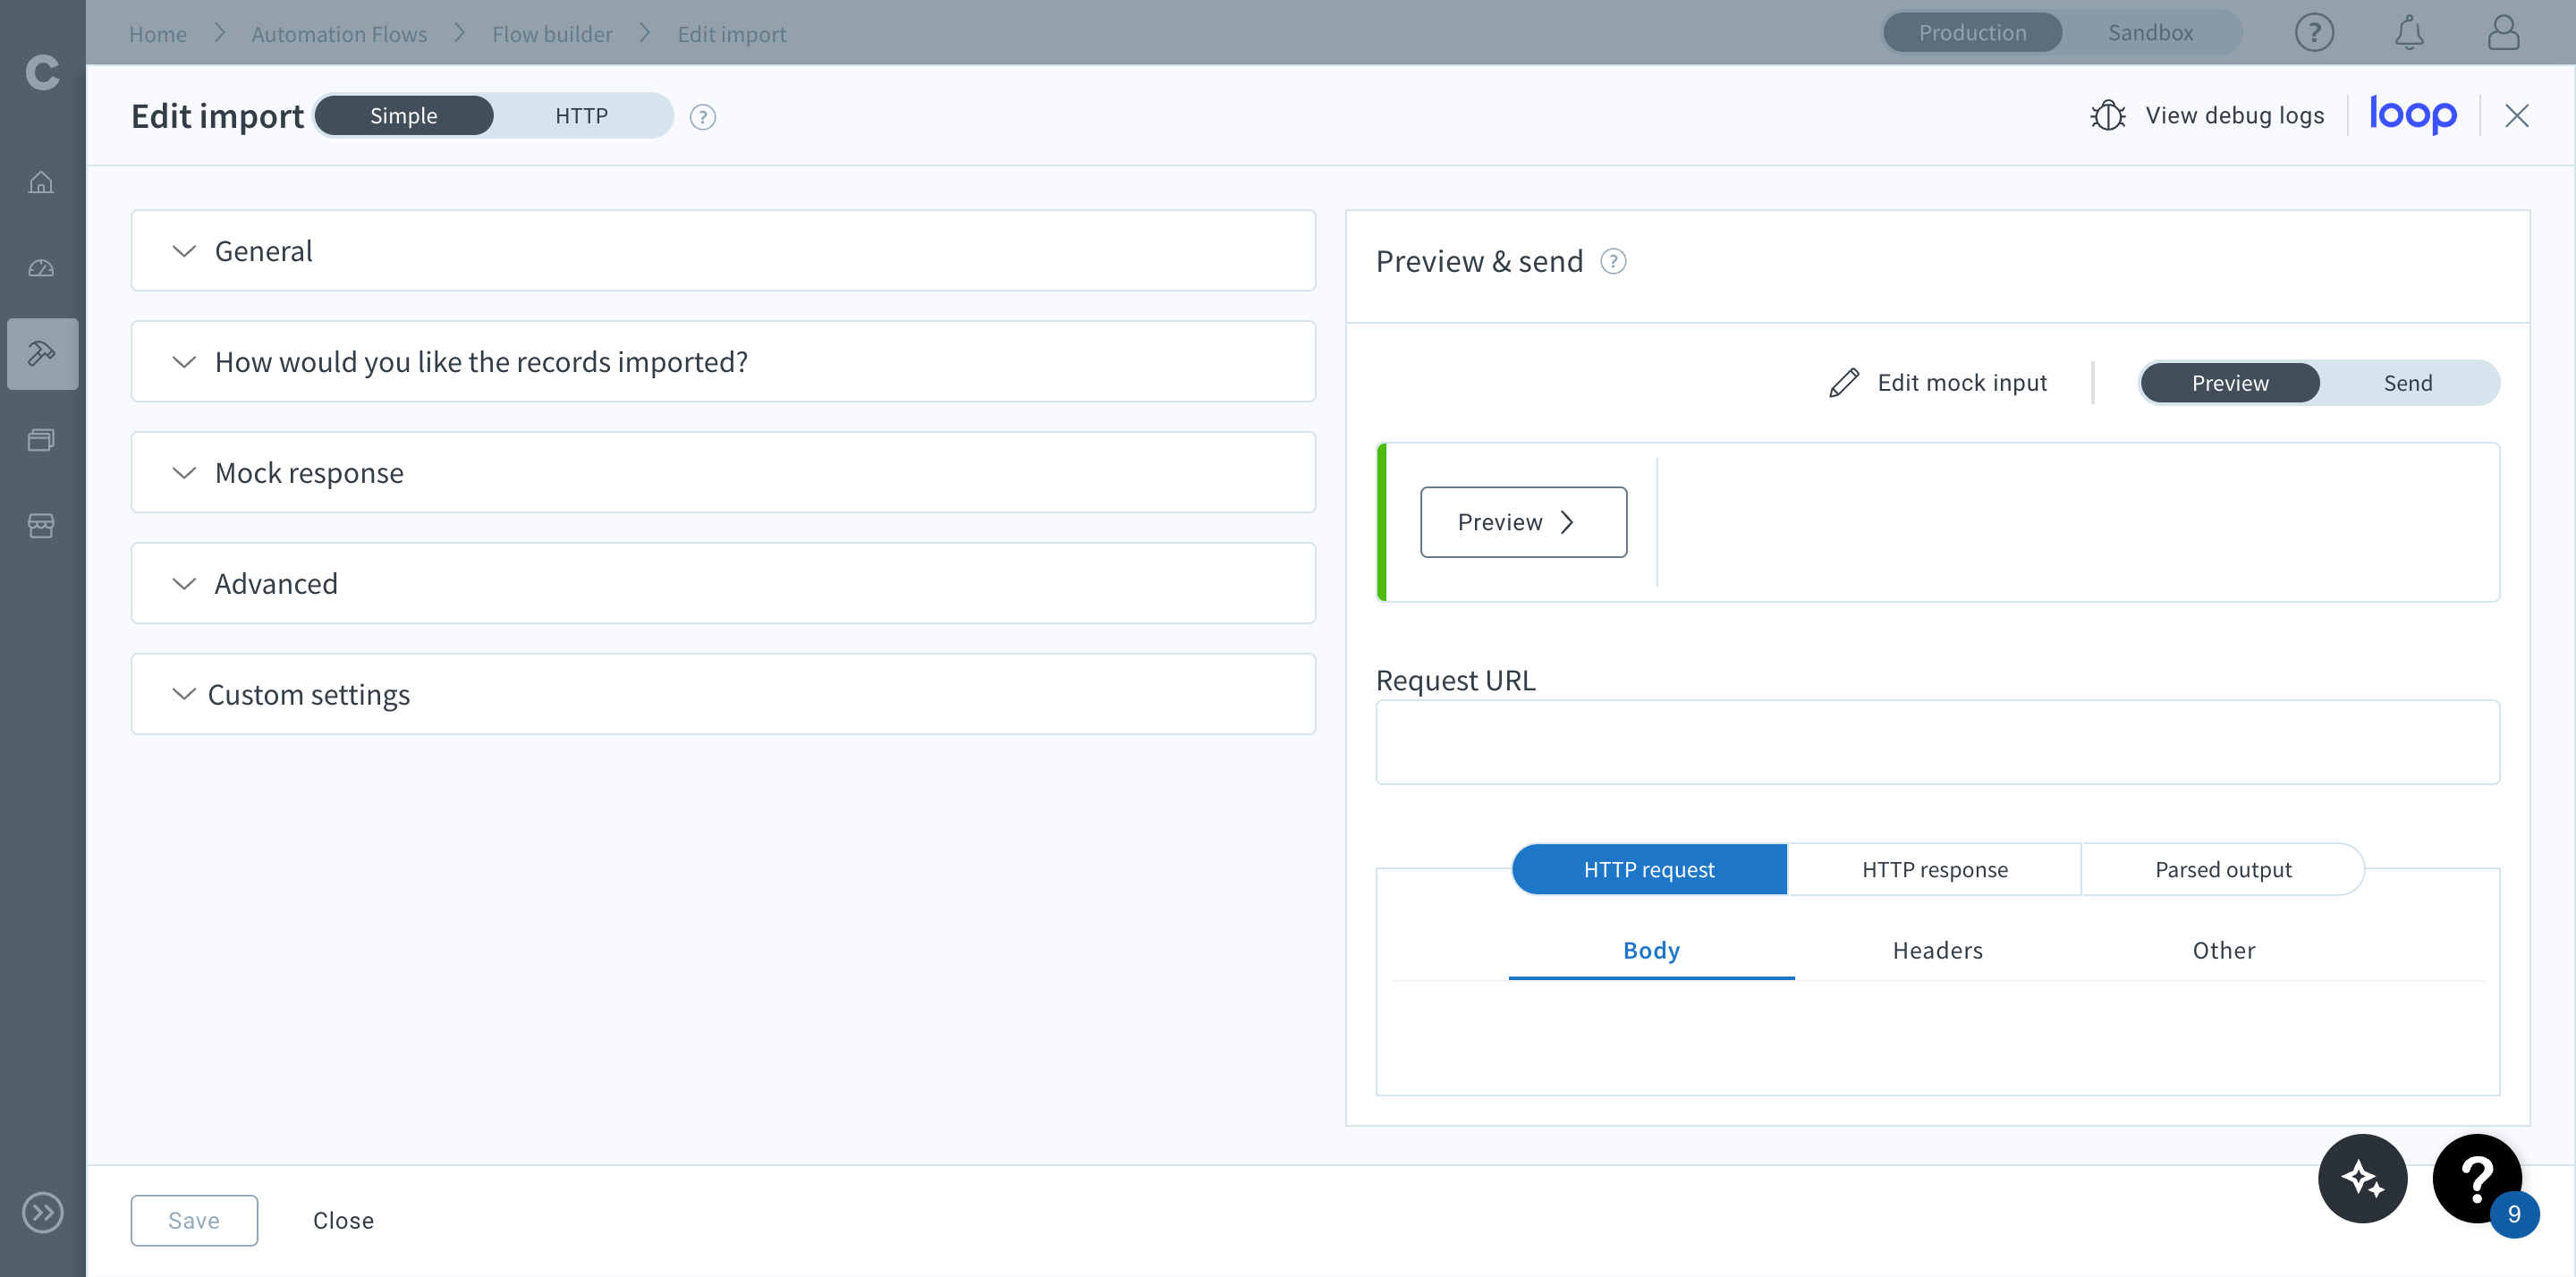 Home Automation Flows Flow builder Edit import Production Sandbox ?
C
Edit import Simple HTTP ? View debug logs loop
General
How would you like the records imported?
Mock response
Advanced
Custom settings
Preview & send ?
Edit mock input Preview Send
Preview
Request URL
HTTP request HTTP response Parsed output
Body Headers Other
Save Close
?
9